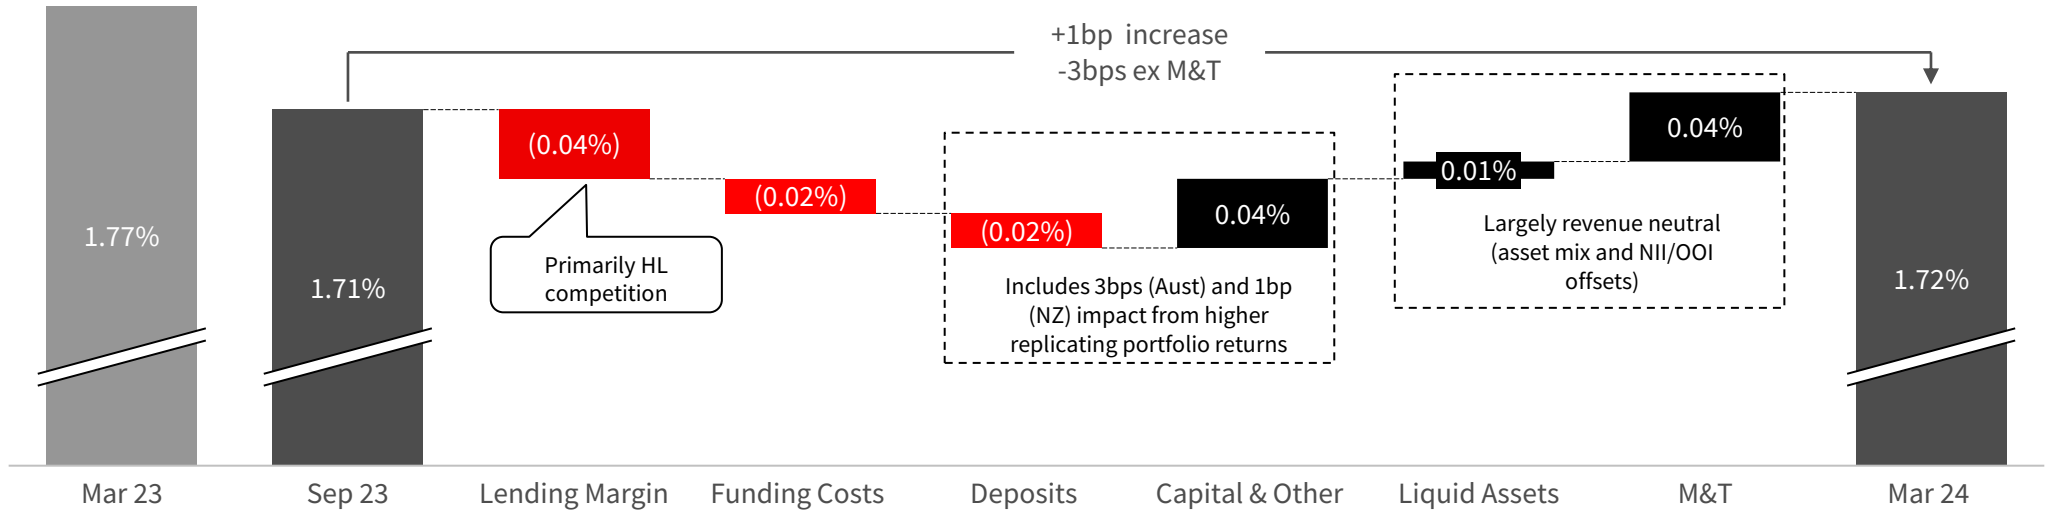 +1bp increase
-3bps ex M&T
1.77%
1.71%
(0.04%)
Primarily HL
competition
(0.02%)
(0.02%)
0.04%
Includes 3bps (Aust) and 1bp
(NZ) impact from higher
replicating portfolio returns
0.01%
0.04%
Largely revenue neutral
(asset mix and NII/OOI
offsets)
1.72%
Mar 23
Sep 23
Lending Margin
Funding Costs
Deposits
Capital & Other
Liquid Assets
M&T
Mar 24